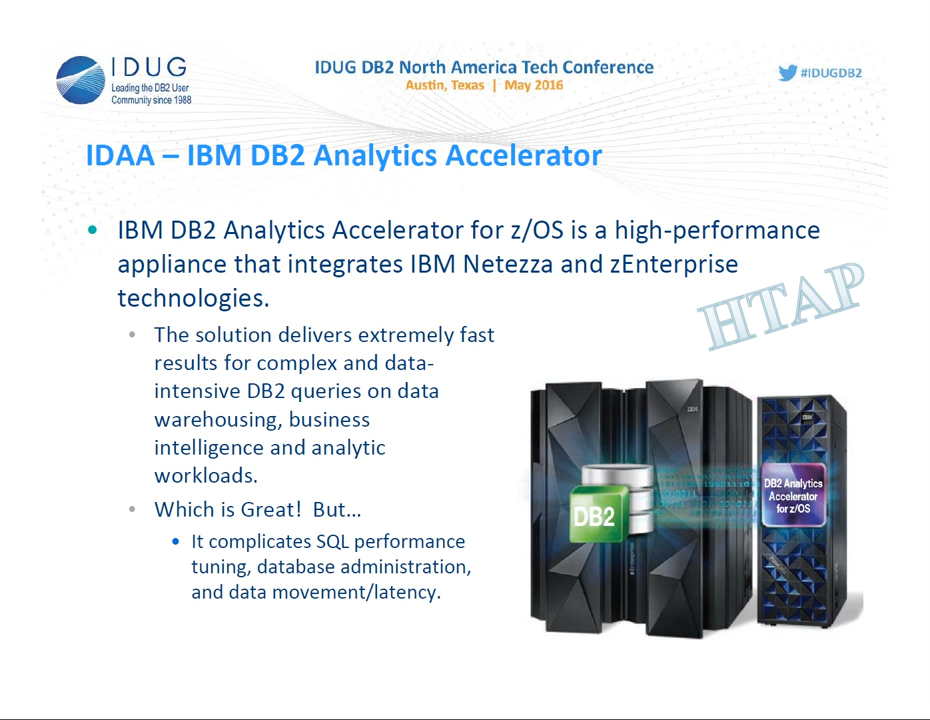 IDUG
Leading the DB2 User
Community since 1988
IDUG DB2 North America Tech Conference
Austin, Texas | May 2016
#IDUGDB2
IDAA – IBM DB2 Analytics Accelerator
• IBM DB2 Analytics Accelerator for z/OS is a high-performance
appliance that integrates IBM Netezza and zEnterprise
technologies.
HTAP
• The solution delivers extremely fast
results for complex and data-
intensive DB2 queries on data
warehousing, business
intelligence and analytic
workloads.
• Which is Great! But…
• It complicates SQL performance
tuning, database administration,
and data movement/latency.
IBM
IBM
DB2
DB2 Analytics
Accelerator
for z/OS